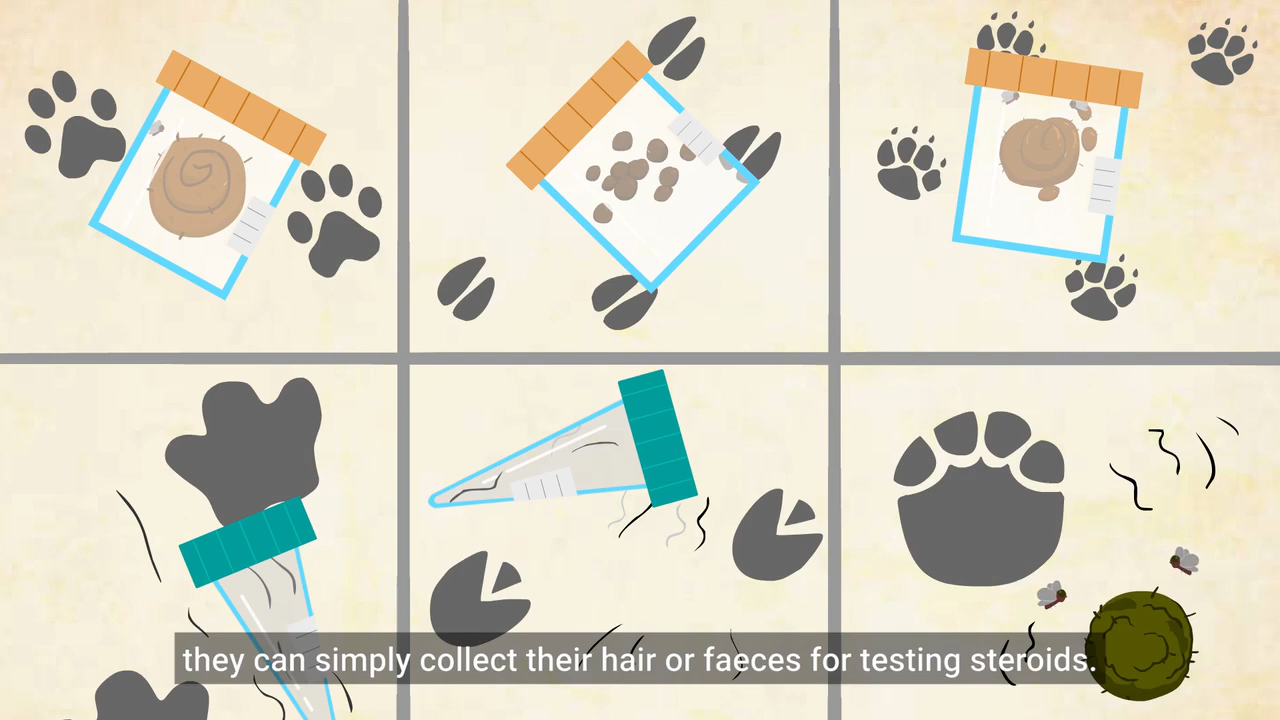 they can simply collect their hair or faeces for testing steroids.